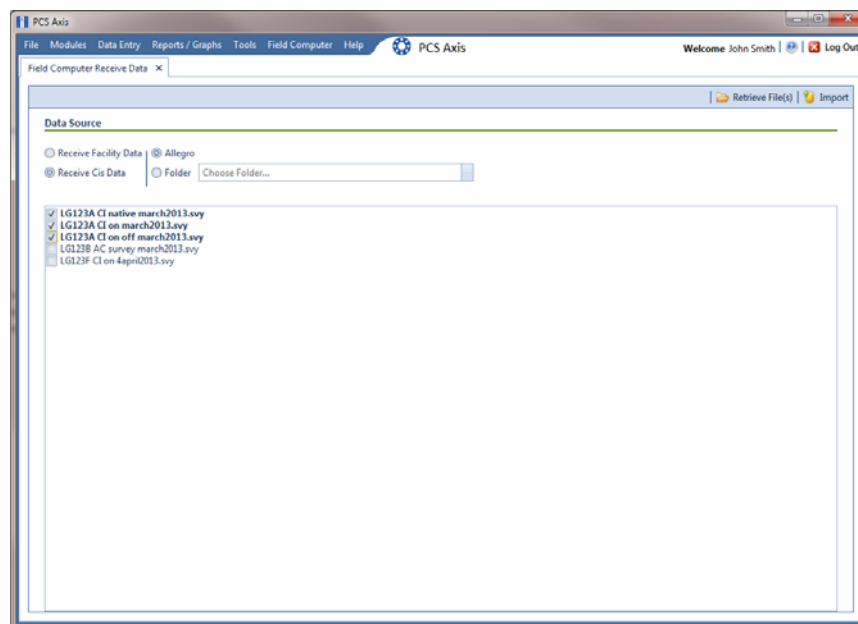 PCS Axis
File Modules Data Entry Reports / Graphs Tools Field Computer Help PCS Axis Welcome John Smith Log Out
Field Computer Receive Data
Retrieve File(s) Import
Data Source
Receive Facility Data Allegro
Receive Cis Data Folder Choose Folder...
LG123A CI native march2013.svy
LG123A CI on march2013.svy
LG123A CI on off march2013.svy
LG123B AC survey march2013.svy
LG123F CI on 4april2013.svy